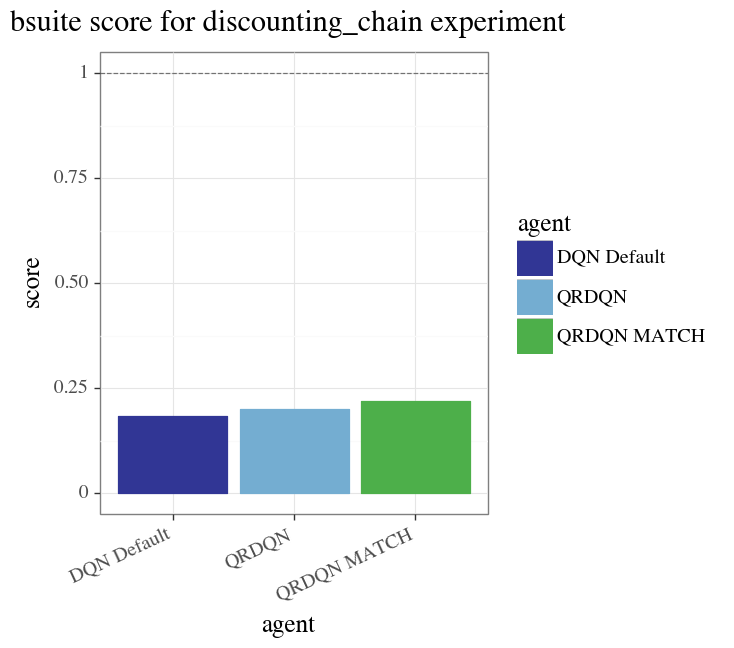 bsuite score for discounting_chain experiment
1
0.75
0.50
0.25
0
score
DQN Default
QRDQN
QRDQN MATCH
agent
agent
DQN Default
QRDQN
QRDQN MATCH